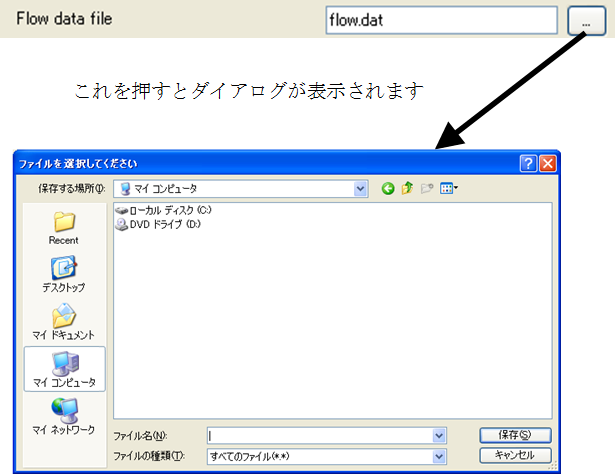 Flow data file flow.dat ...
これを押すとダイアログが表示されます
ファイルを選択してください
保存する場所(I): マイ コンピュータ
ローカル ディスク (C:)
DVD ドライブ (D:)
Recent
デスクトップ
マイ ドキュメント
マイ コンピュータ
マイ ネットワーク
ファイル名(N): 保存(S)
ファイルの種類(T): すべてのファイル(*.*) キャンセル